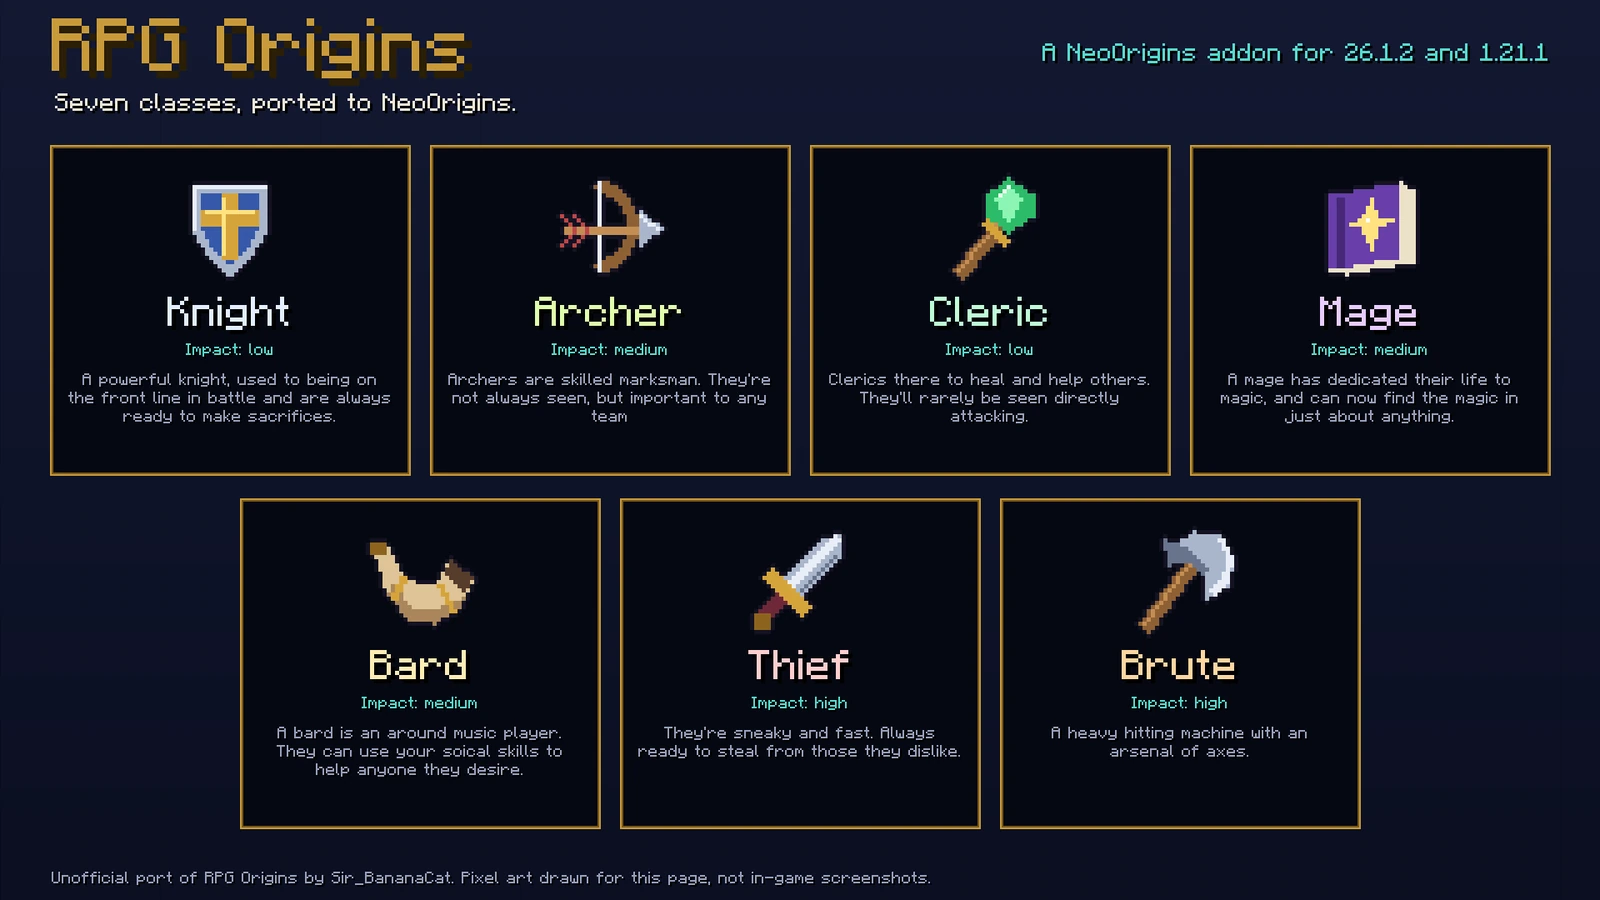 RPG Origins
A NeoOrigins addon for 26.1.2 and 1.21.1
Seven classes, ported to NeoOrigins.
Knight
Impact: low
A powerful knight, used to being on
the front line in battle and are always
ready to make sacrifices.
Archer
Impact: medium
Archers are skilled marksman. They're
not always seen, but important to any
team
Cleric
Impact: low
Clerics there to heal and help others.
They'll rarely be seen directly
attacking.
Mage
Impact: medium
A mage has dedicated their life to
magic, and can now find the magic in
just about anything.
Bard
Impact: medium
A bard is an around music player.
They can use your soical skills to
help anyone they desire.
Thief
Impact: high
They're sneaky and fast. Always
ready to steal from those they dislike.
Brute
Impact: high
A heavy hitting machine with an
arsenal of axes.
Unofficial port of RPG Origins by Sir_BananaCat. Pixel art drawn for this page, not in-game screenshots.